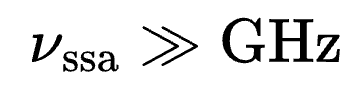 ν_ssa ≫ GHz